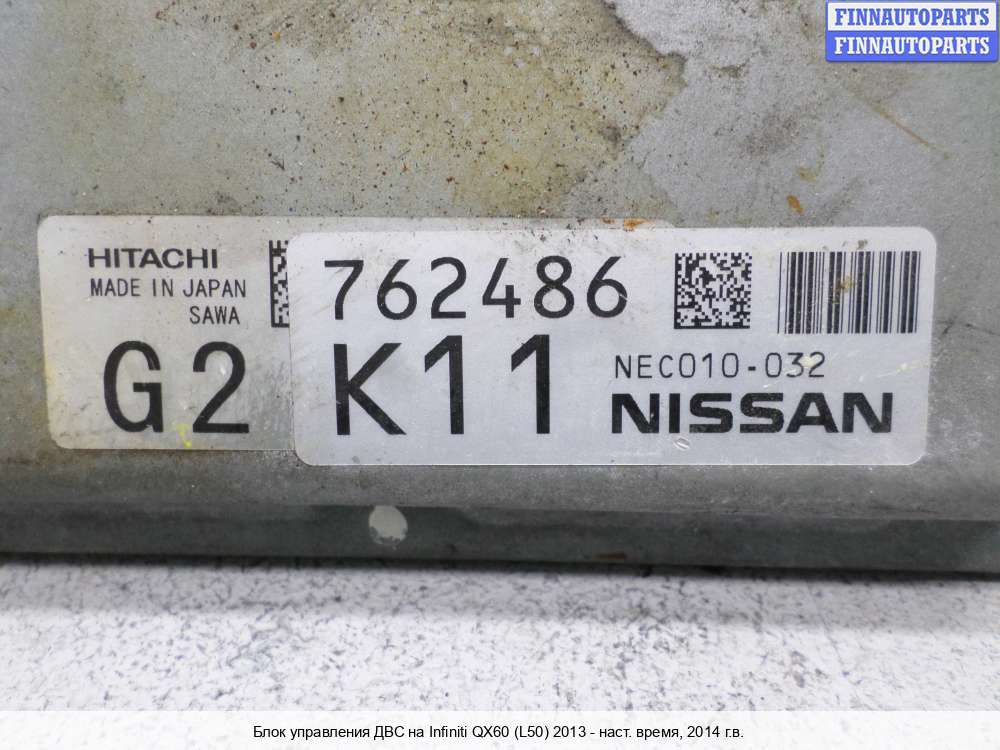 FINNAUTOPARTS
FINNAUTOPARTS
HITACHI
MADE IN JAPAN
SAWA
G2
762486
K11
NEC010-032
NISSAN
Блок управления ДВС на Infiniti QX60 (L50) 2013 - наст. время, 2014 г.в.